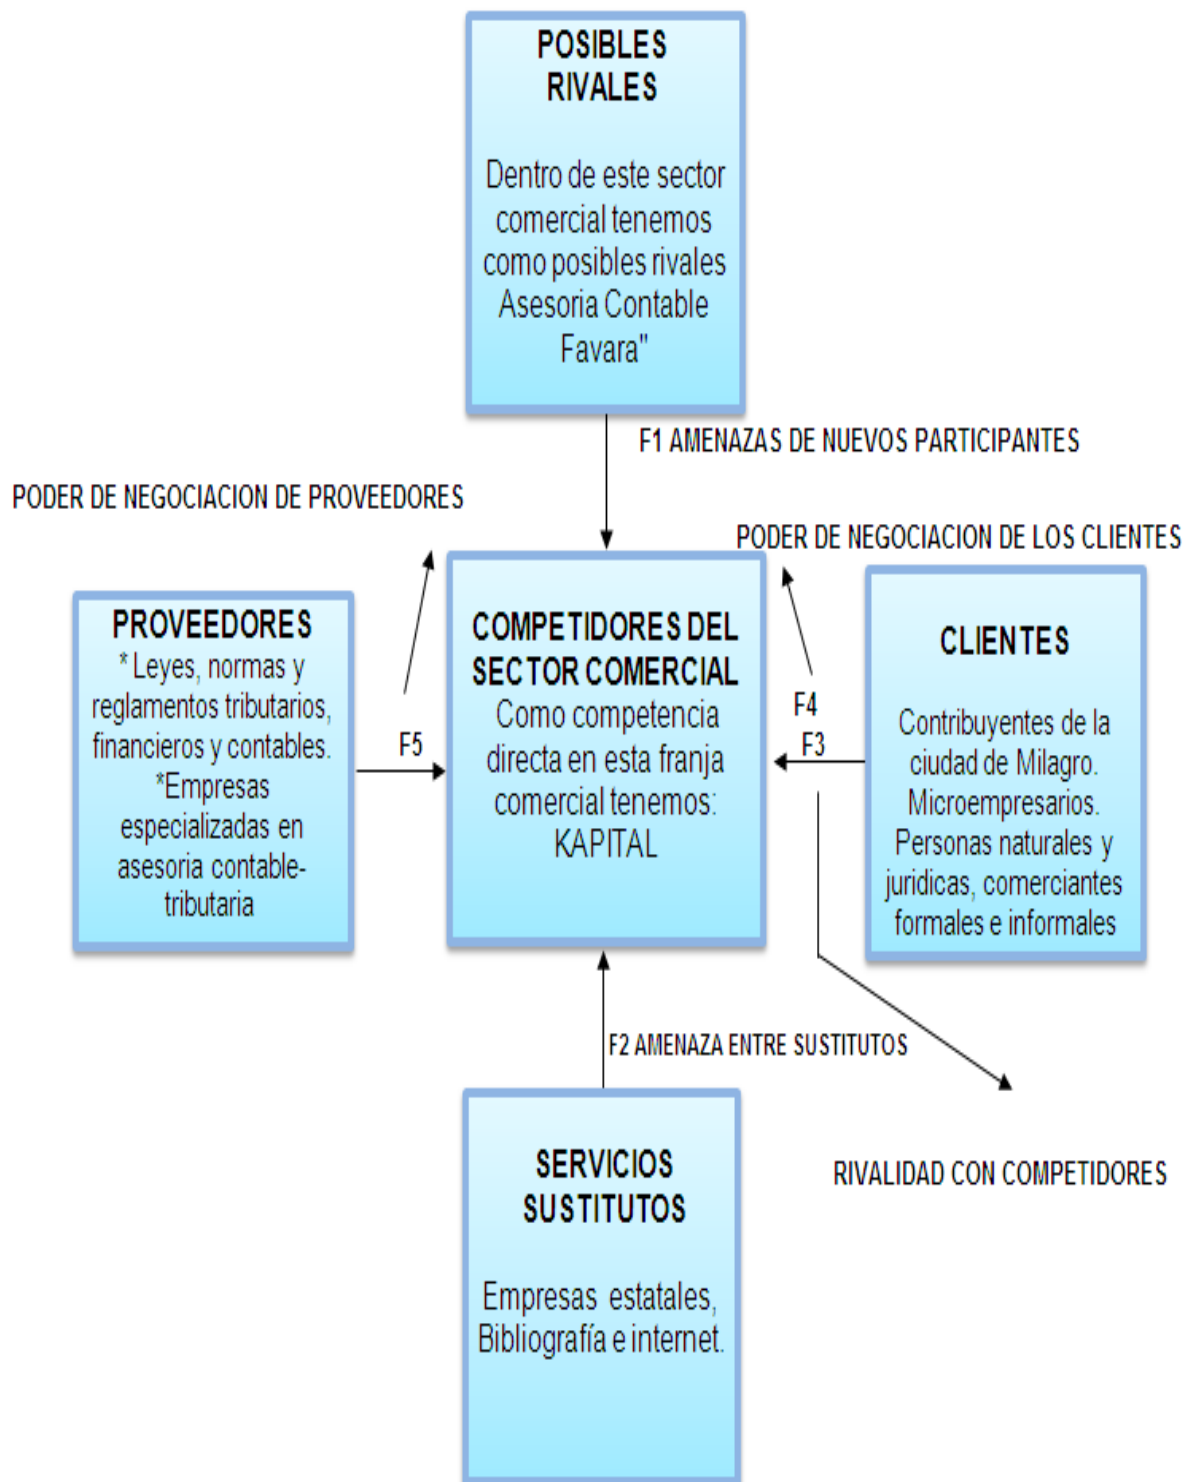 POSIBLES
RIVALES
Dentro de este sector
comercial tenemos
como posibles rivales
Asesoria Contable
Favara"
F1 AMENAZAS DE NUEVOS PARTICIPANTES
PODER DE NEGOCIACION DE PROVEEDORES
PODER DE NEGOCIACION DE LOS CLIENTES
PROVEEDORES
* Leyes, normas y
reglamentos tributarios,
financieros y contables.
*Empresas
especializadas en
asesoria contable-
tributaria
F5
COMPETIDORES DEL
SECTOR COMERCIAL
Como competencia
directa en esta franja
comercial tenemos:
KAPITAL
F4
F3
CLIENTES
Contribuyentes de la
ciudad de Milagro.
Microempresarios.
Personas naturales y
juridicas, comerciantes
formales e informales
F2 AMENAZA ENTRE SUSTITUTOS
RIVALIDAD CON COMPETIDORES
SERVICIOS
SUSTITUTOS
Empresas estatales,
Bibliografía e internet.